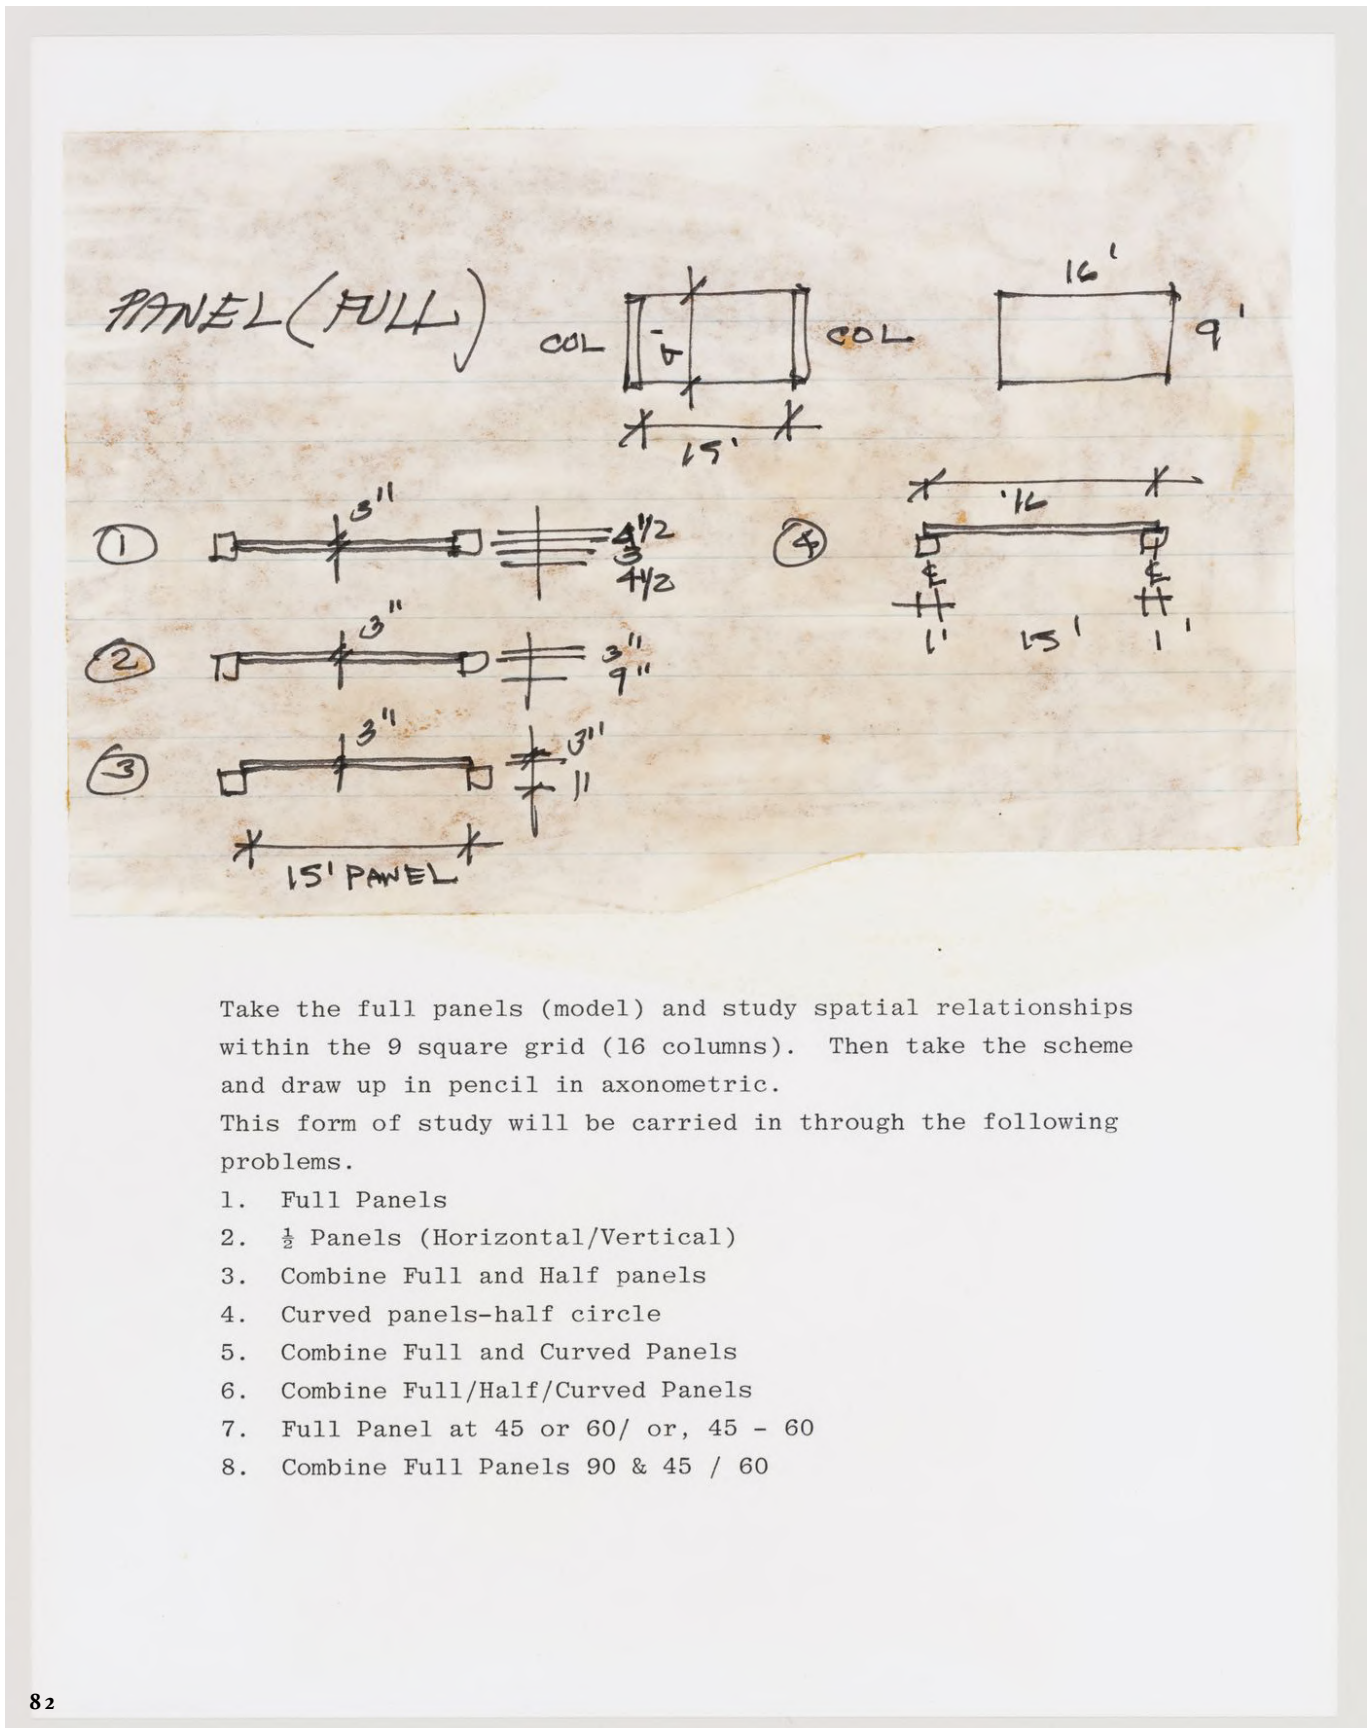 PANEL (FULL)
COL
9'
COL
15'
16'
9'
1
3"
4 1/2
3
4 1/2
2
3"
3"
9"
3
3"
3"
11
15' PANEL
4
'16
℄ ℄
1' 15' 1'
Take the full panels (model) and study spatial relationships
within the 9 square grid (16 columns).  Then take the scheme
and draw up in pencil in axonometric.
This form of study will be carried in through the following
problems.
1.  Full Panels
2.  ½ Panels (Horizontal/Vertical)
3.  Combine Full and Half panels
4.  Curved panels-half circle
5.  Combine Full and Curved Panels
6.  Combine Full/Half/Curved Panels
7.  Full Panel at 45 or 60/ or, 45 - 60
8.  Combine Full Panels 90 & 45 / 60
82